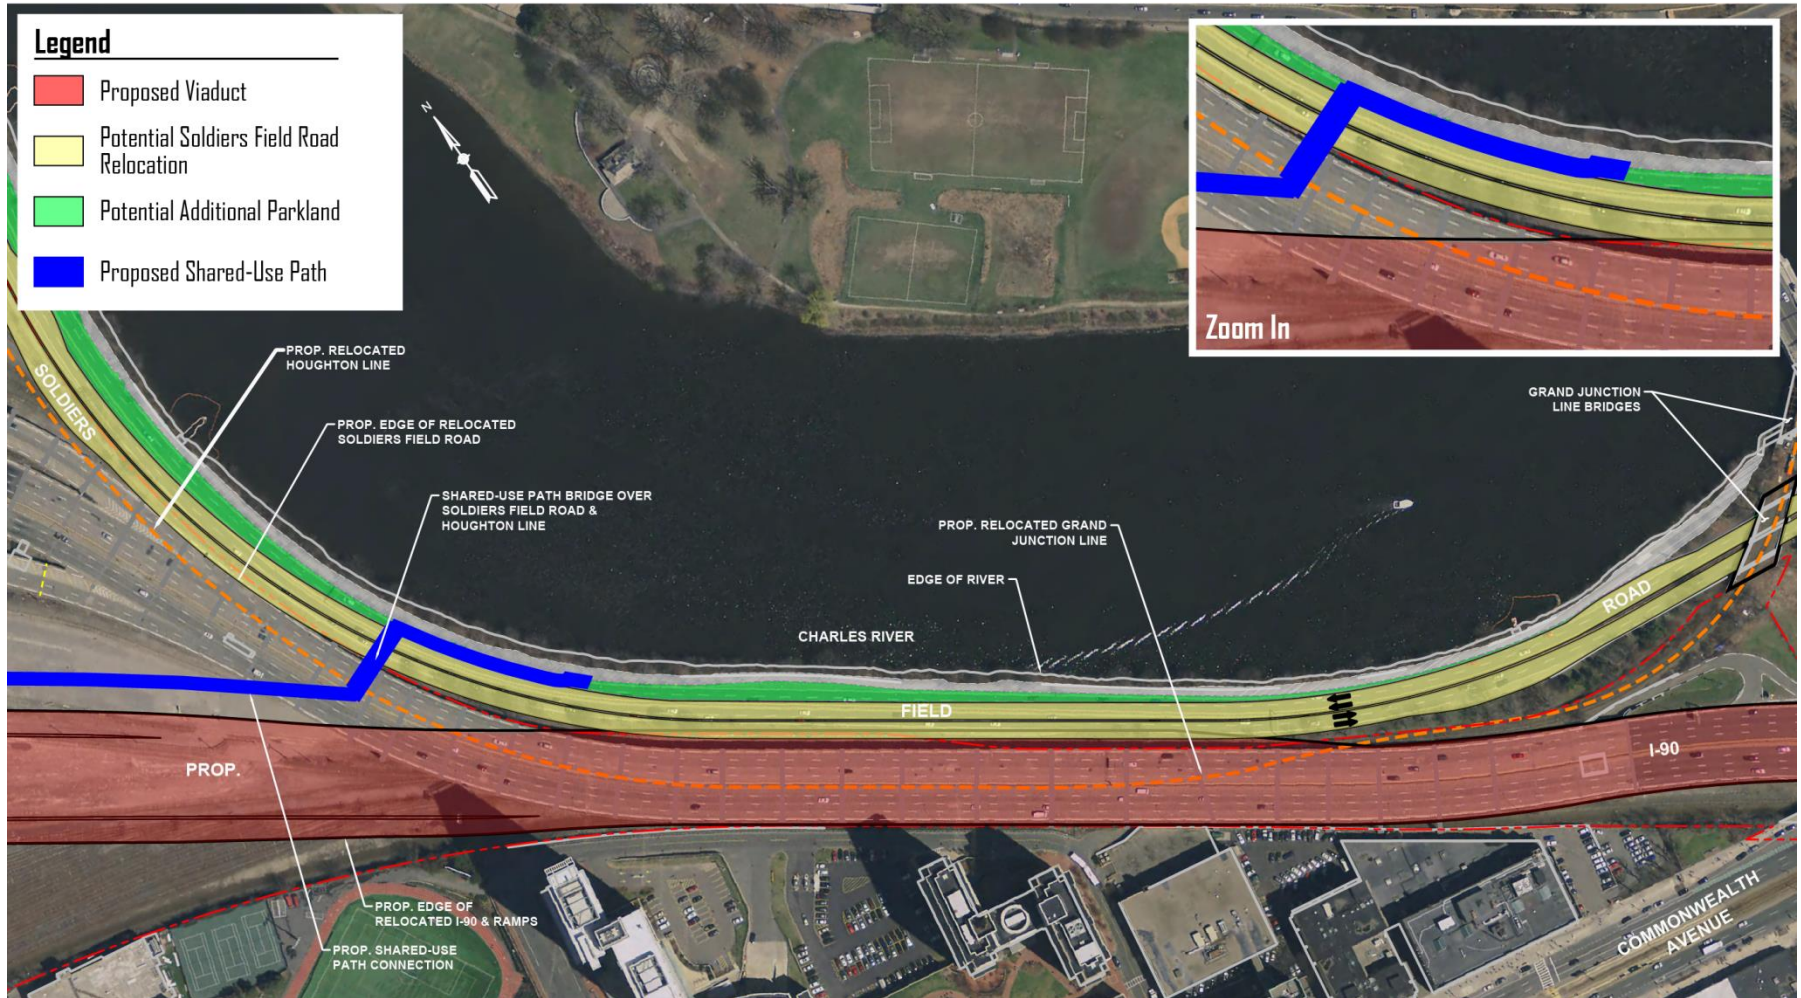 Legend
Proposed Viaduct
Potential Soldiers Field Road
Relocation
Potential Additional Parkland
Proposed Shared-Use Path
N
Zoom In
PROP. RELOCATED
HOUGHTON LINE
SOLDIERS
PROP. EDGE OF RELOCATED
SOLDIERS FIELD ROAD
SHARED-USE PATH BRIDGE OVER
SOLDIERS FIELD ROAD &
HOUGHTON LINE
GRAND JUNCTION
LINE BRIDGES
PROP. RELOCATED GRAND
JUNCTION LINE
EDGE OF RIVER
CHARLES RIVER
ROAD
FIELD
PROP.
I-90
PROP. EDGE OF
RELOCATED I-90 & RAMPS
PROP. SHARED-USE
PATH CONNECTION
COMMONWEALTH
AVENUE